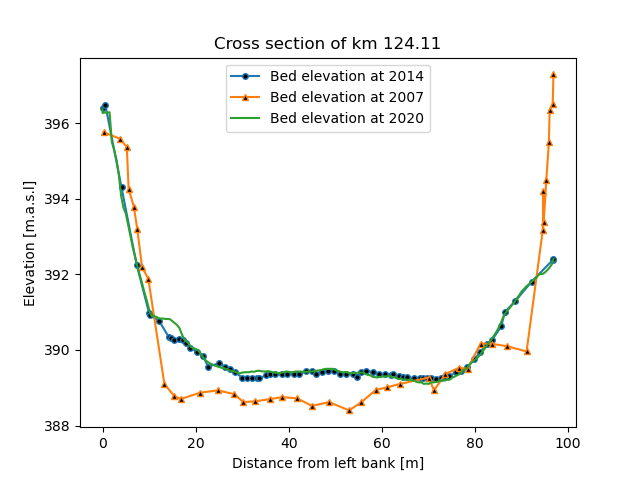 Cross section of km 124.11
Bed elevation at 2014
Bed elevation at 2007
Bed elevation at 2020
Elevation [m.a.s.l]
396
394
392
390
388
0 20 40 60 80 100
Distance from left bank [m]